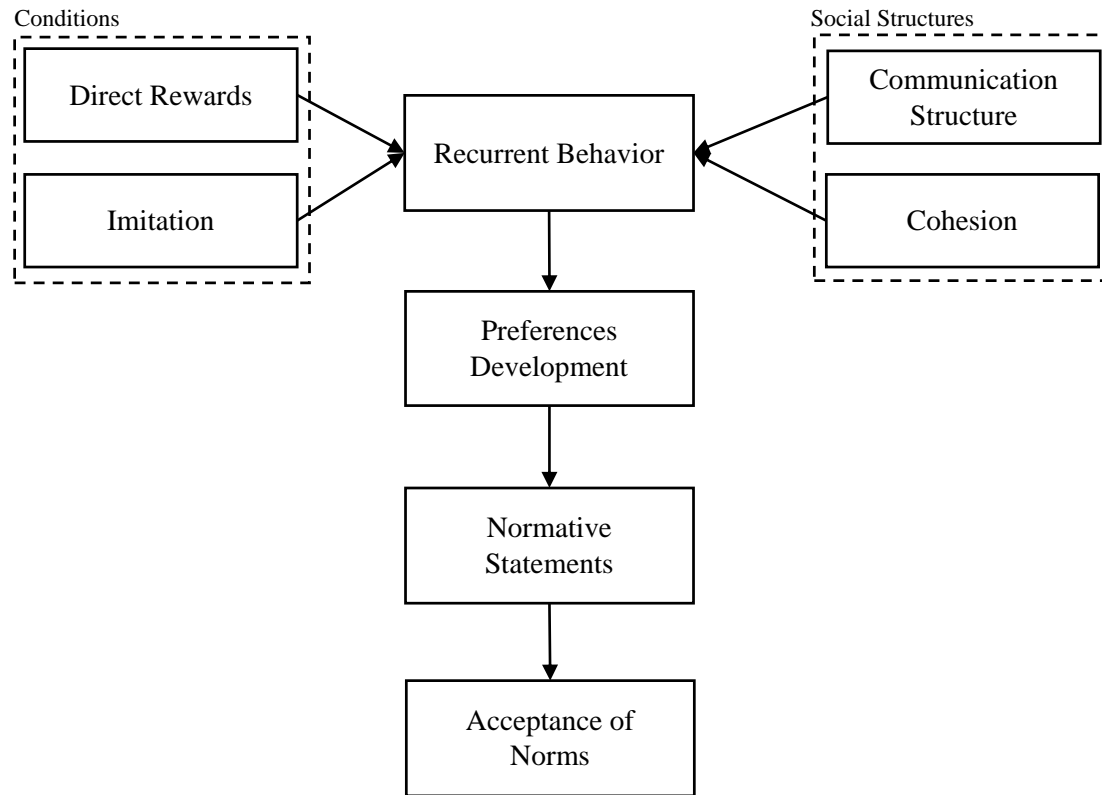 Conditions
Social Structures
Direct Rewards
Imitation
Recurrent Behavior
Communication
Structure
Cohesion
Preferences
Development
Normative
Statements
Acceptance of
Norms